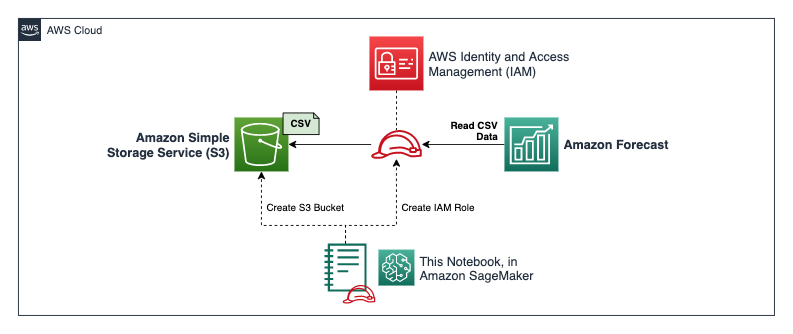 aws
AWS Cloud
AWS Identity and Access
Management (IAM)
CSV
Amazon Simple
Storage Service (S3)
Read CSV
Data
Amazon Forecast
Create S3 Bucket
Create IAM Role
This Notebook, in
Amazon SageMaker